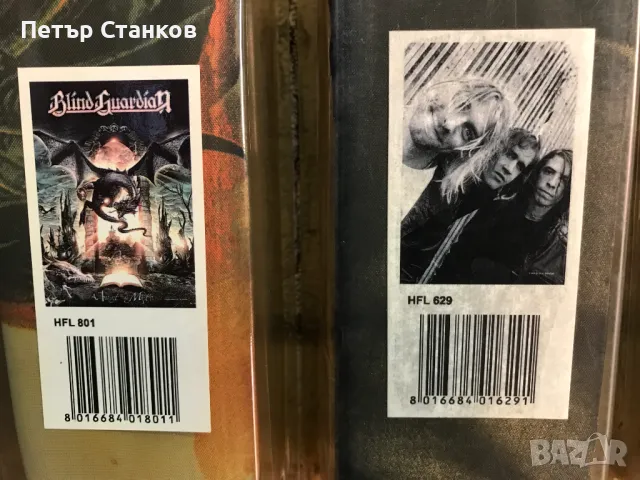 Петър Станков
Blind Guardian
HFL 801
8 016684 018011
HFL 629
8 016684 016291
BAZAR